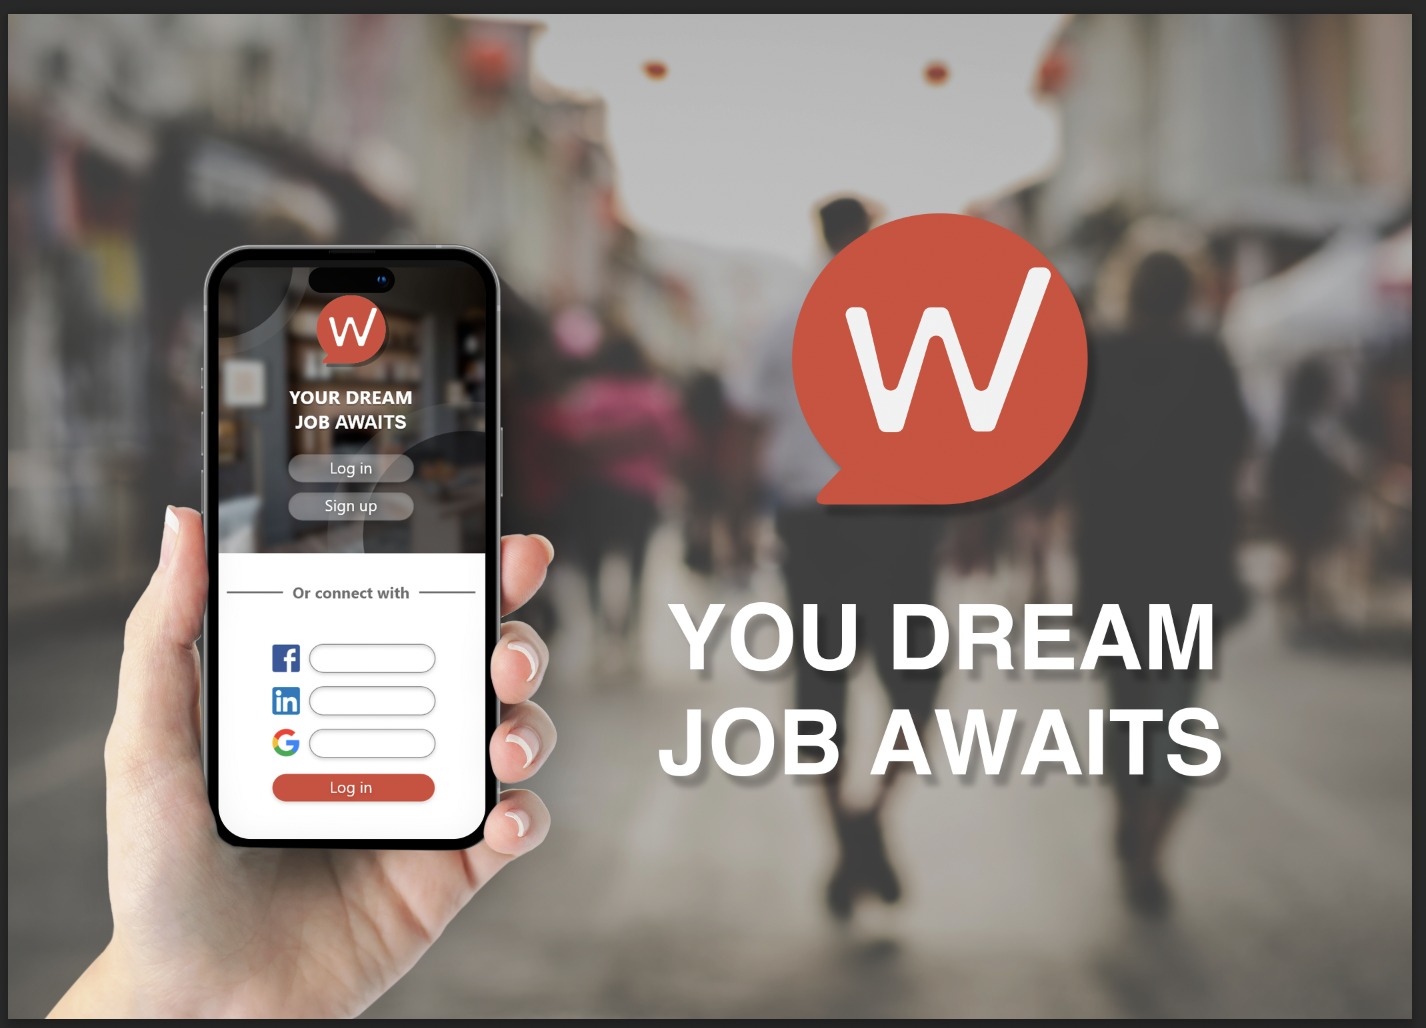 W
YOUR DREAM
JOB AWAITS
Log in
Sign up
Or connect with
f
in
G
Log in
W
YOU DREAM
JOB AWAITS